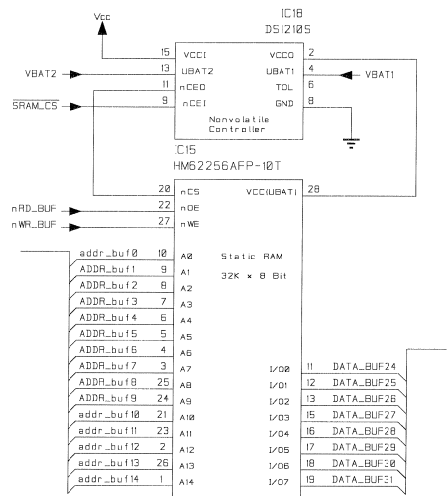 Vcc
IC18
DS1210S
15 VCCI VCCO 2
VBAT2 13 UBAT2 UBAT1 4 VBAT1
11 nCEO TOL 6
SRAM_CS 9 nCEI GND 8
Nonvolatile
Controller
IC15
HM62256AFP-10T
20 nCS VCC(UBAT) 28
nRD_BUF 22 nOE
nWR_BUF 27 nWE
addr_buf0 10 A0 Static RAM
ADDR_buf1 9 A1 32K × 8 Bit
ADDR_buf2 8 A2
ADDR_buf3 7 A3
ADDR_buf4 6 A4
ADDR_buf5 5 A5
ADDR_buf6 4 A6
ADDR_buf7 3 A7 I/O0 11 DATA_BUF24
ADDR_buf8 25 A8 I/O1 12 DATA_BUF25
ADDR_buf9 24 A9 I/O2 13 DATA_BUF26
addr_buf10 21 A10 I/O3 15 DATA_BUF27
addr_buf11 23 A11 I/O4 16 DATA_BUF28
addr_buf12 2 A12 I/O5 17 DATA_BUF29
addr_buf13 26 A13 I/O6 18 DATA_BUF30
addr_buf14 1 A14 I/O7 19 DATA_BUF31